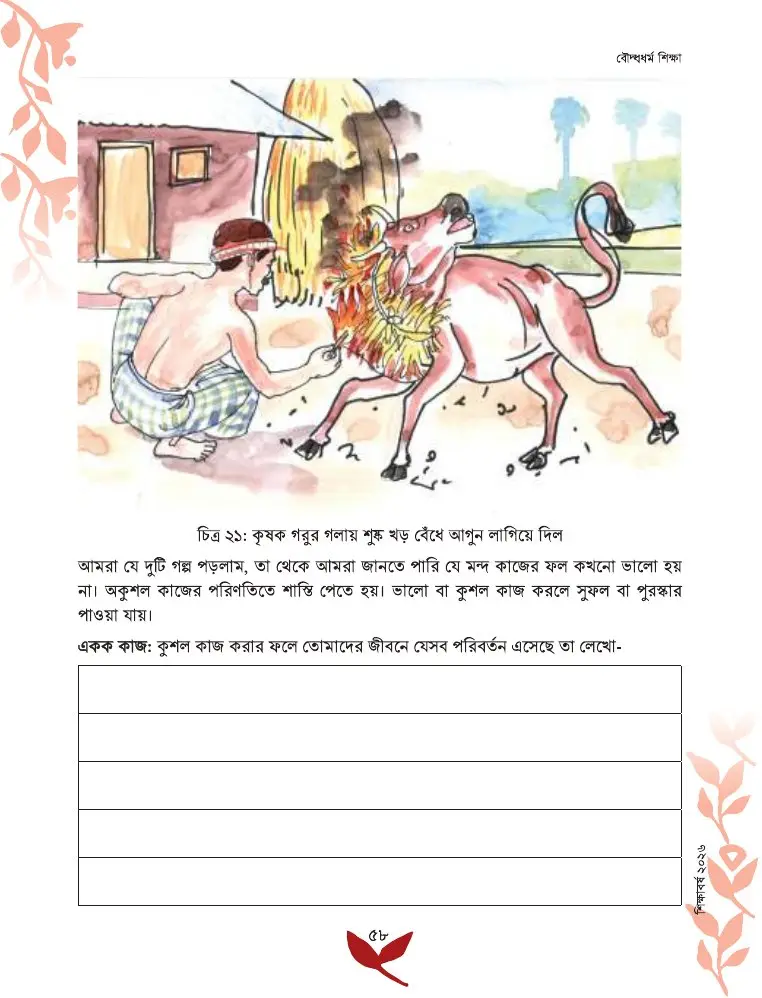 বৌদ্ধধর্ম শিক্ষা
চিত্র ২১: কৃষক গরুর গলায় শুষ্ক খড় বেঁধে আগুন লাগিয়ে দিল
আমরা যে দুটি গল্প পড়লাম, তা থেকে আমরা জানতে পারি যে মন্দ কাজের ফল কখনো ভালো হয়
না। অকুশল কাজের পরিণতিতে শাস্তি পেতে হয়। ভালো বা কুশল কাজ করলে সুফল বা পুরস্কার
পাওয়া যায়।
একক কাজ: কুশল কাজ করার ফলে তোমাদের জীবনে যেসব পরিবর্তন এসেছে তা লেখো-
শিক্ষাবর্ষ ২০২৬
৫৮